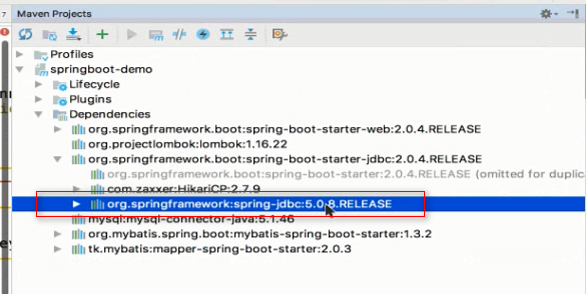 7
Maven Projects
Profiles
springboot-demo
Lifecycle
Plugins
Dependencies
org.springframework.boot:spring-boot-starter-web:2.0.4.RELEASE
org.projectlombok:lombok:1.16.22
org.springframework.boot:spring-boot-starter-jdbc:2.0.4.RELEASE
org.springframework.boot:spring-boot-starter:2.0.4.RELEASE (omitted for duplic
com.zaxxer:HikariCP:2.7.9
org.springframework:spring-jdbc:5.0.8.RELEASE
mysql:mysql-connector-java:5.1.46
org.mybatis.spring.boot:mybatis-spring-boot-starter:1.3.2
tk.mybatis:mapper-spring-boot-starter:2.0.3